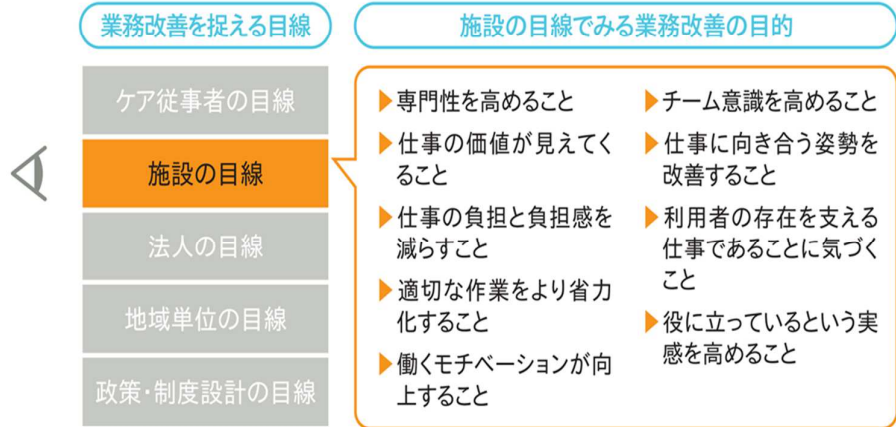 業務改善を捉える目線
施設の目線でみる業務改善の目的
ケア従事者の目線
施設の目線
法人の目線
地域単位の目線
政策・制度設計の目線
▶専門性を高めること
▶仕事の価値が見えてく
ること
▶仕事の負担と負担感を
減らすこと
▶適切な作業をより省力
化すること
▶働くモチベーションが向
上すること
▶チーム意識を高めること
▶仕事に向き合う姿勢を
改善すること
▶利用者の存在を支える
仕事であることに気づく
こと
▶役に立っているという実
感を高めること